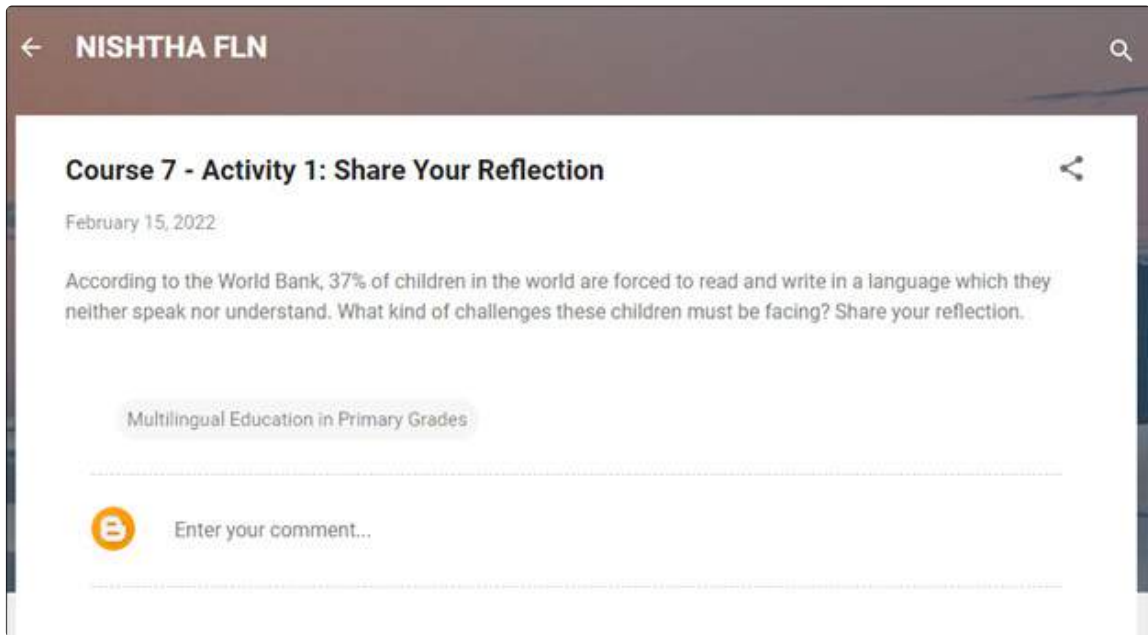 NISHTHA FLN
Course 7 - Activity 1: Share Your Reflection
February 15, 2022
According to the World Bank, 37% of children in the world are forced to read and write in a language which they
neither speak nor understand. What kind of challenges these children must be facing? Share your reflection.
Multilingual Education in Primary Grades
Enter your comment...